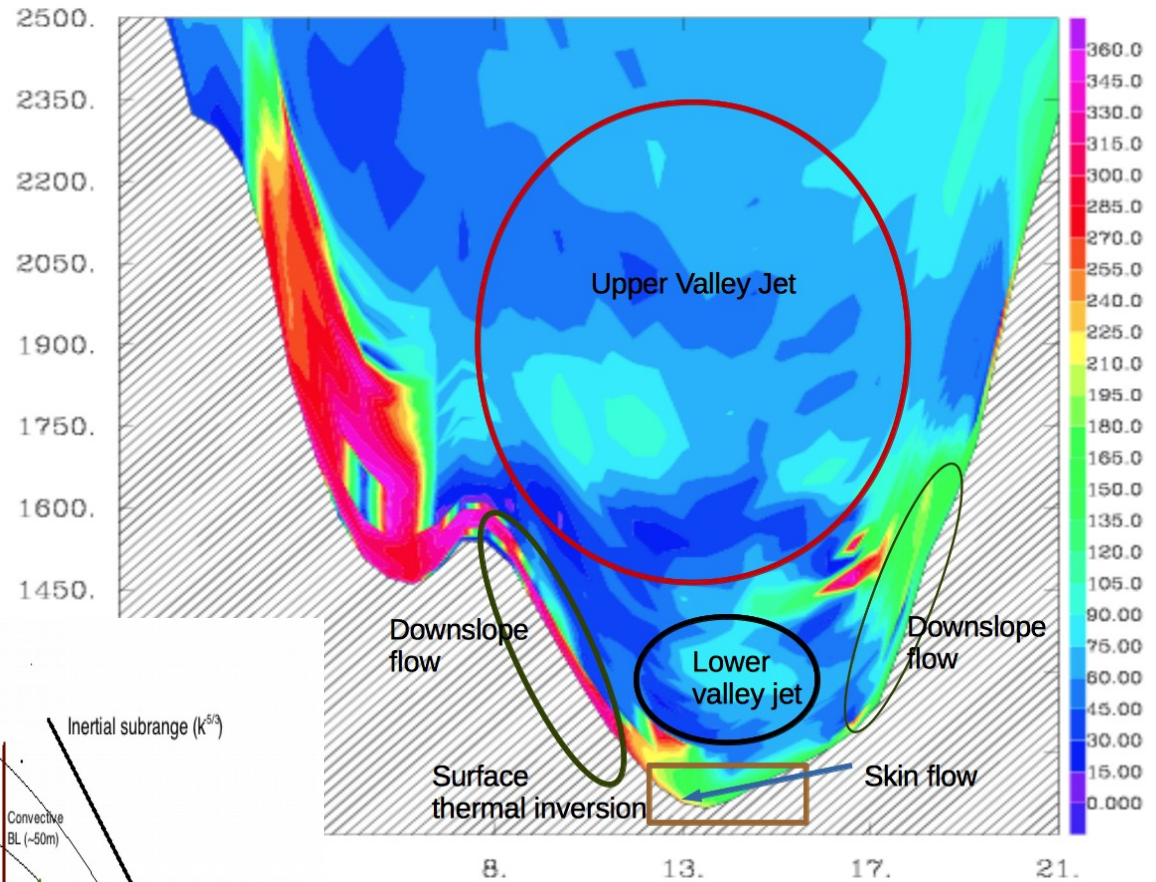 2500.
2350.
2200.
2050.
1900.
1750.
1600.
1450.
Upper Valley Jet
Downslope
flow
Lower
valley jet
Downslope
flow
Surface
thermal inversion
Skin flow
8.
13.
17.
21.
360.0
345.0
330.0
315.0
300.0
285.0
270.0
255.0
240.0
225.0
210.0
195.0
180.0
165.0
150.0
135.0
120.0
105.0
90.00
75.00
60.00
45.00
30.00
15.00
0.000
Inertial subrange (k⁻⁵/³)
Convective
BL (~50m)